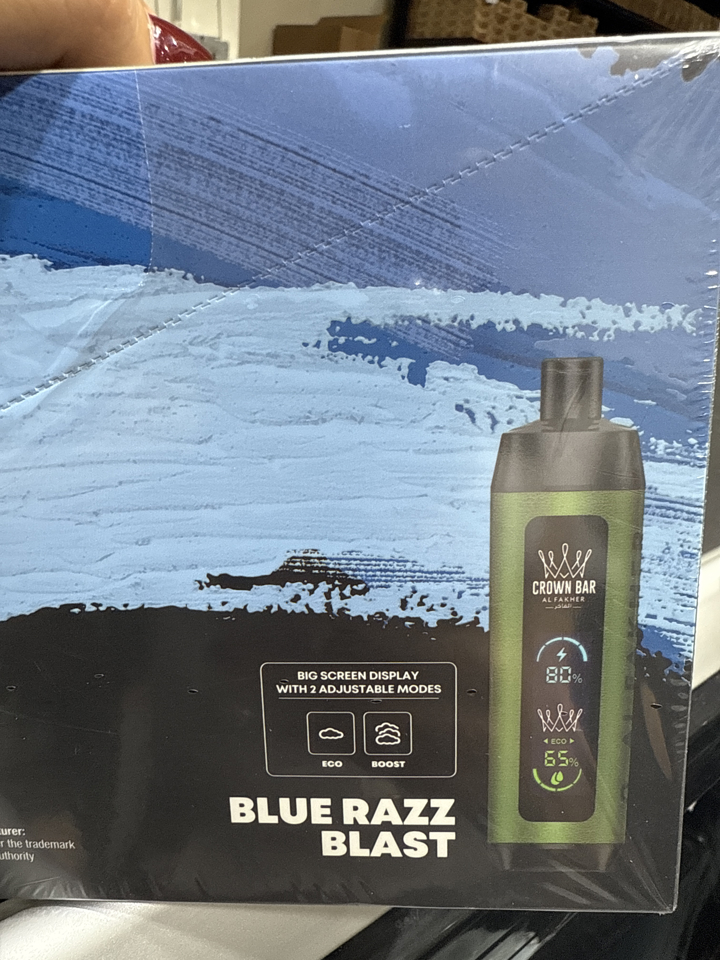 CROWN BAR
AL FAKHER
الفاخر
80%
ECO
65%
BIG SCREEN DISPLAY
WITH 2 ADJUSTABLE MODES
ECO BOOST
BLUE RAZZ
BLAST
turer:
r the trademark
uthority